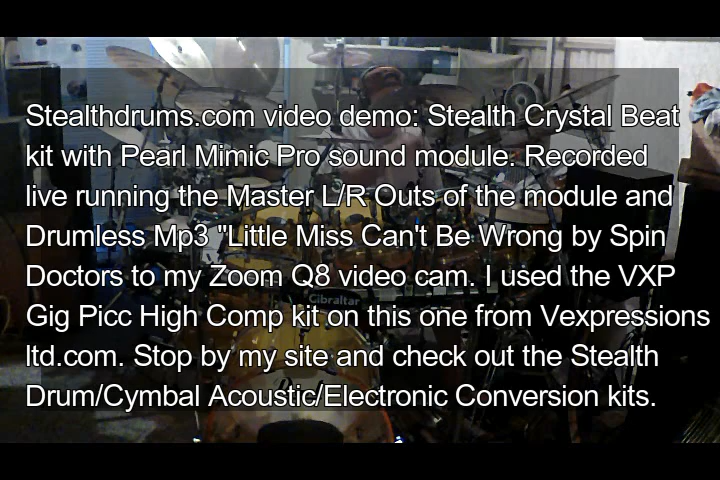 Stealthdrums.com video demo: Stealth Crystal Beat
kit with Pearl Mimic Pro sound module. Recorded
live running the Master L/R Outs of the module and
Drumless Mp3 "Little Miss Can't Be Wrong by Spin
Doctors to my Zoom Q8 video cam. I used the VXP
Gibraltar
Gig Picc High Comp kit on this one from Vexpressions
ltd.com. Stop by my site and check out the Stealth
Drum/Cymbal Acoustic/Electronic Conversion kits.